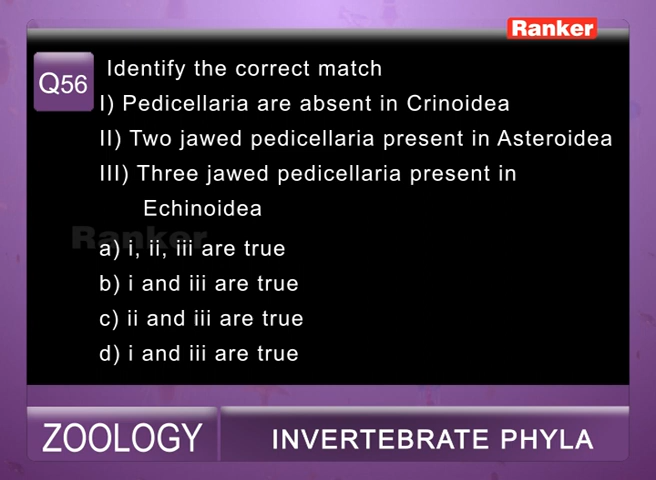 Ranker
Q56
Identify the correct match
I) Pedicellaria are absent in Crinoidea
II) Two jawed pedicellaria present in Asteroidea
III) Three jawed pedicellaria present in
Echinoidea
Ranker
a) i, ii, iii are true
b) i and iii are true
c) ii and iii are true
d) i and iii are true
ZOOLOGY
INVERTEBRATE PHYLA